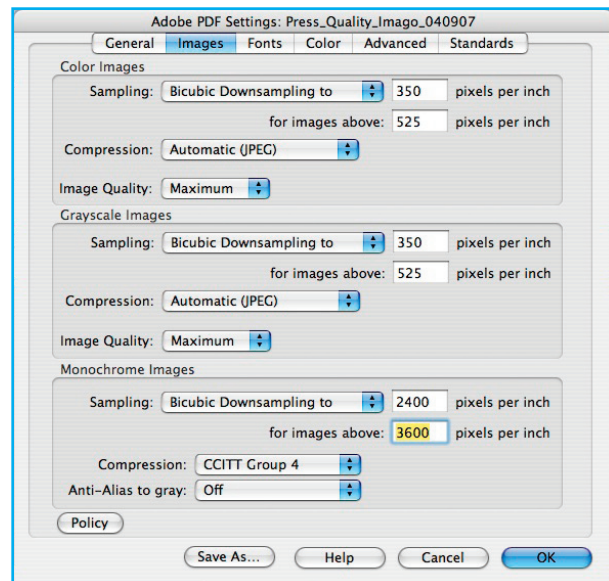 Adobe PDF Settings: Press_Quality_Imago_040907
General Images Fonts Color Advanced Standards
Color Images
Sampling: Bicubic Downsampling to 350 pixels per inch
for images above: 525 pixels per inch
Compression: Automatic (JPEG)
Image Quality: Maximum
Grayscale Images
Sampling: Bicubic Downsampling to 350 pixels per inch
for images above: 525 pixels per inch
Compression: Automatic (JPEG)
Image Quality: Maximum
Monochrome Images
Sampling: Bicubic Downsampling to 2400 pixels per inch
for images above: 3600 pixels per inch
Compression: CCITT Group 4
Anti-Alias to gray: Off
Policy
Save As... Help Cancel OK